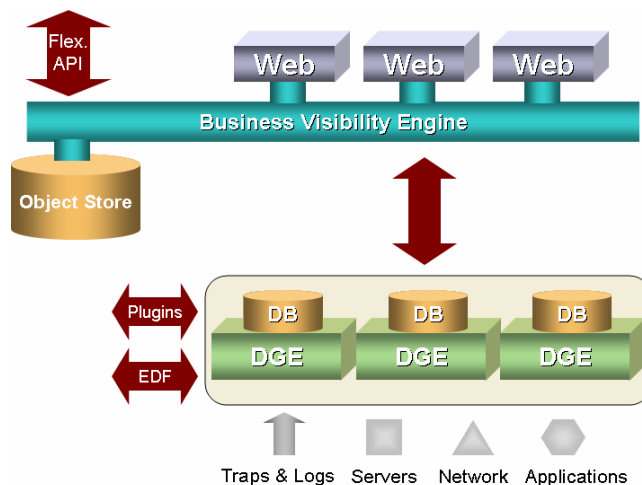 Flex.
API
Web Web Web
Business Visibility Engine
Object Store
Plugins
EDF
DB DB DB
DGE DGE DGE
Traps & Logs Servers Network Applications